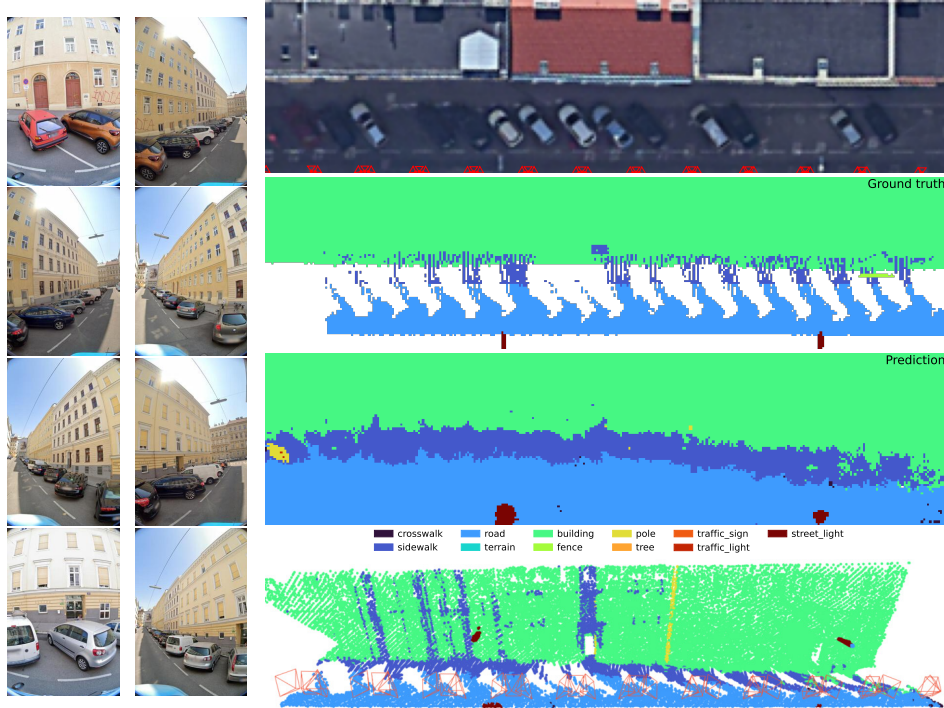 Ground truth
Prediction
crosswalk road building pole traffic_sign street_light
sidewalk terrain fence tree traffic_light